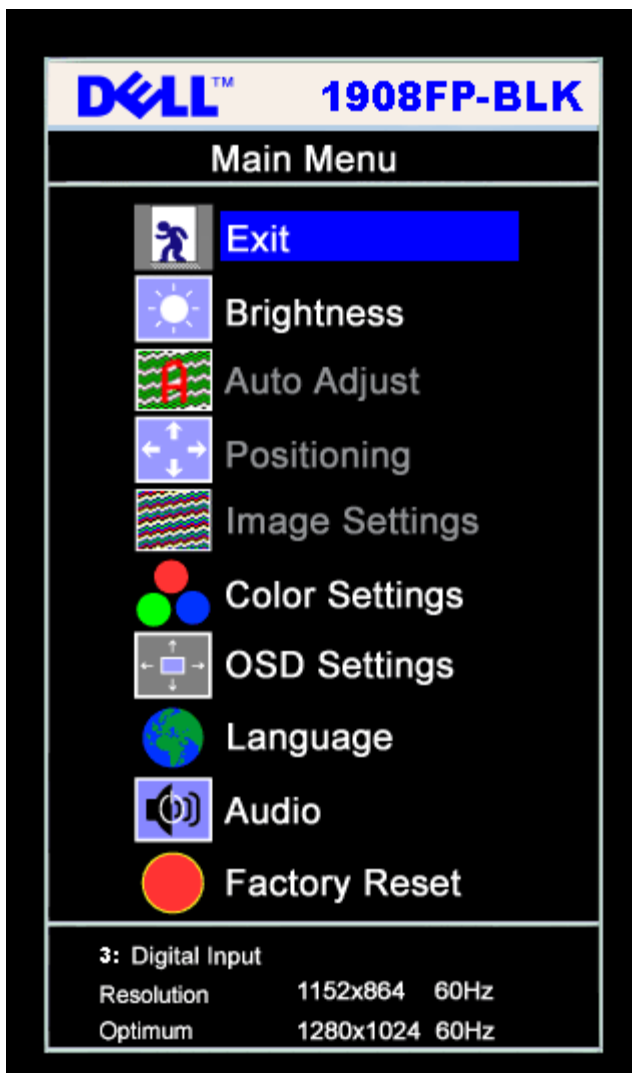 DELL™ 1908FP-BLK
Main Menu
Exit
Brightness
Auto Adjust
Positioning
Image Settings
Color Settings
OSD Settings
Language
Audio
Factory Reset
3: Digital Input
Resolution 1152x864 60Hz
Optimum 1280x1024 60Hz